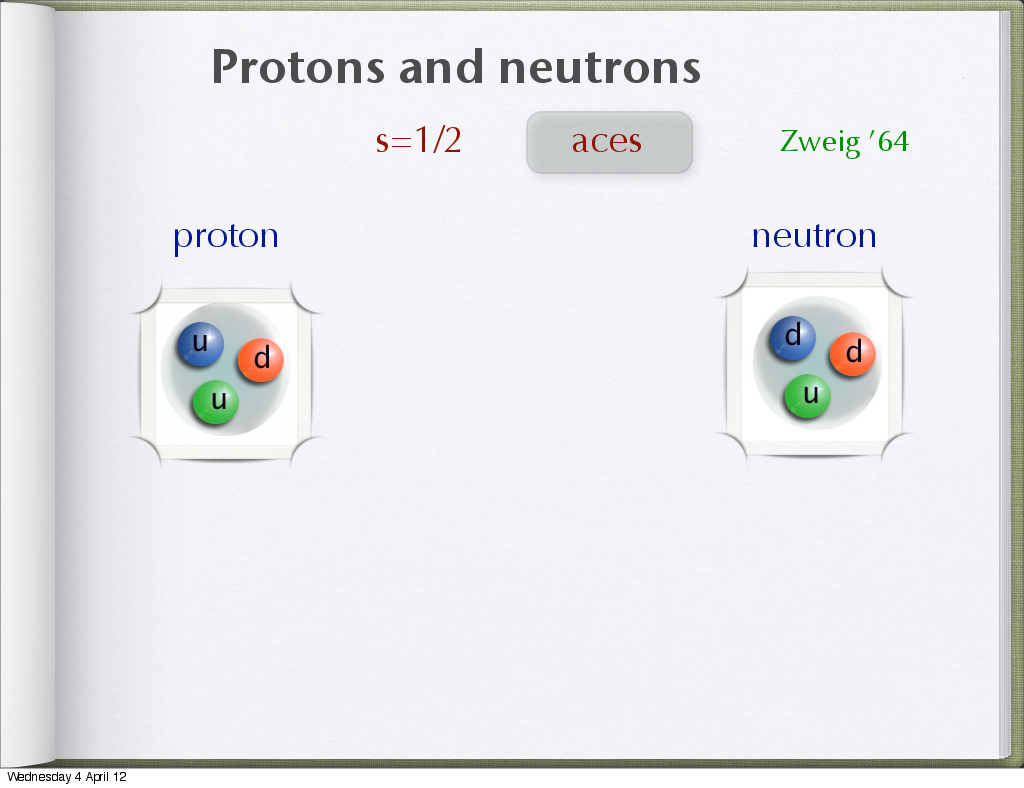 Protons and neutrons
s=1/2 aces Zweig ’64
proton neutron
u d u
d d u
Wednesday 4 April 12